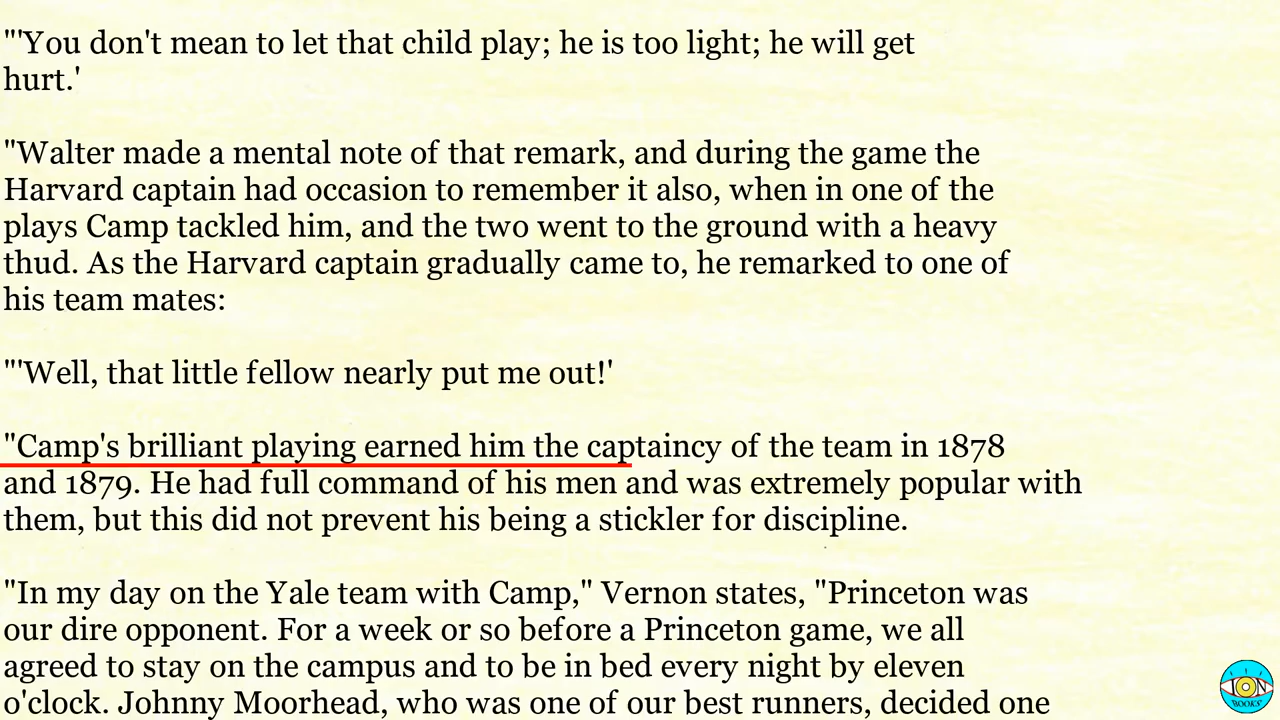 "'You don't mean to let that child play; he is too light; he will get
hurt.'
"Walter made a mental note of that remark, and during the game the
Harvard captain had occasion to remember it also, when in one of the
plays Camp tackled him, and the two went to the ground with a heavy
thud. As the Harvard captain gradually came to, he remarked to one of
his team mates:
"'Well, that little fellow nearly put me out!'
"Camp's brilliant playing earned him the captaincy of the team in 1878
and 1879. He had full command of his men and was extremely popular with
them, but this did not prevent his being a stickler for discipline.
"In my day on the Yale team with Camp," Vernon states, "Princeton was
our dire opponent. For a week or so before a Princeton game, we all
agreed to stay on the campus and to be in bed every night by eleven
o'clock. Johnny Moorhead, who was one of our best runners, decided one
ION
BOOKS